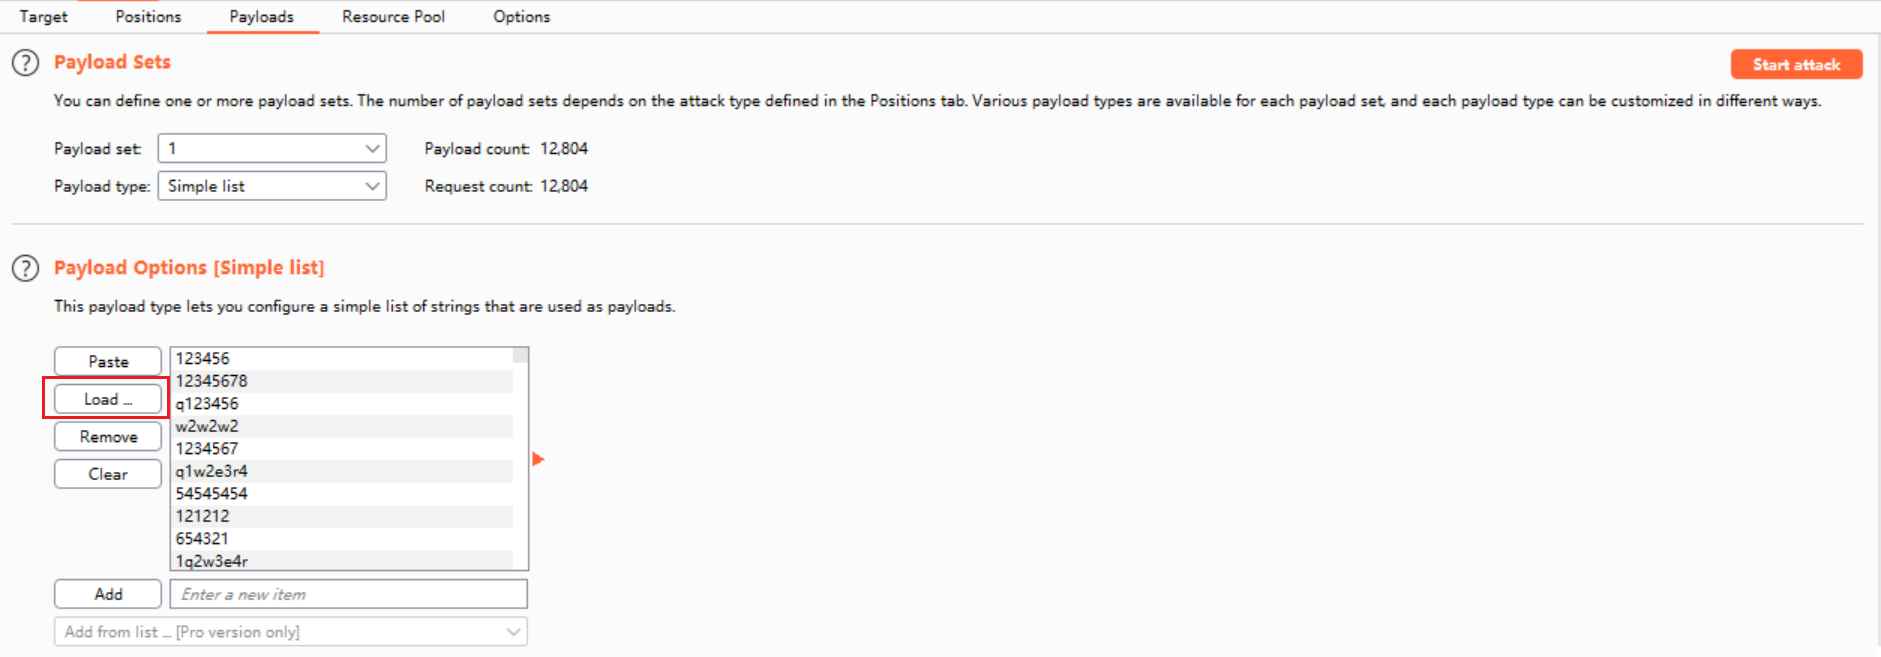 Target Positions Payloads Resource Pool Options
? Payload Sets Start attack
You can define one or more payload sets. The number of payload sets depends on the attack type defined in the Positions tab. Various payload types are available for each payload set, and each payload type can be customized in different ways.
Payload set: 1 Payload count: 12,804
Payload type: Simple list Request count: 12,804
? Payload Options [Simple list]
This payload type lets you configure a simple list of strings that are used as payloads.
Paste
Load ...
Remove
Clear
123456
12345678
q123456
w2w2w2
1234567
q1w2e3r4
54545454
121212
654321
1q2w3e4r
Add Enter a new item
Add from list ... [Pro version only]